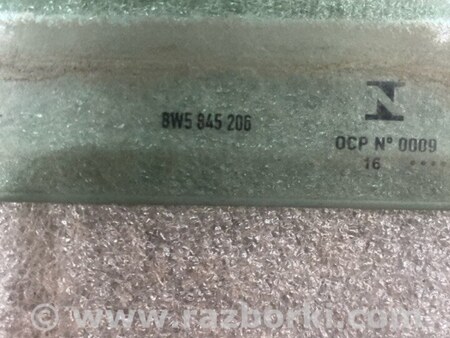 8W5 845 206
OCP N° 0009
16 ····
© www.razborki.com